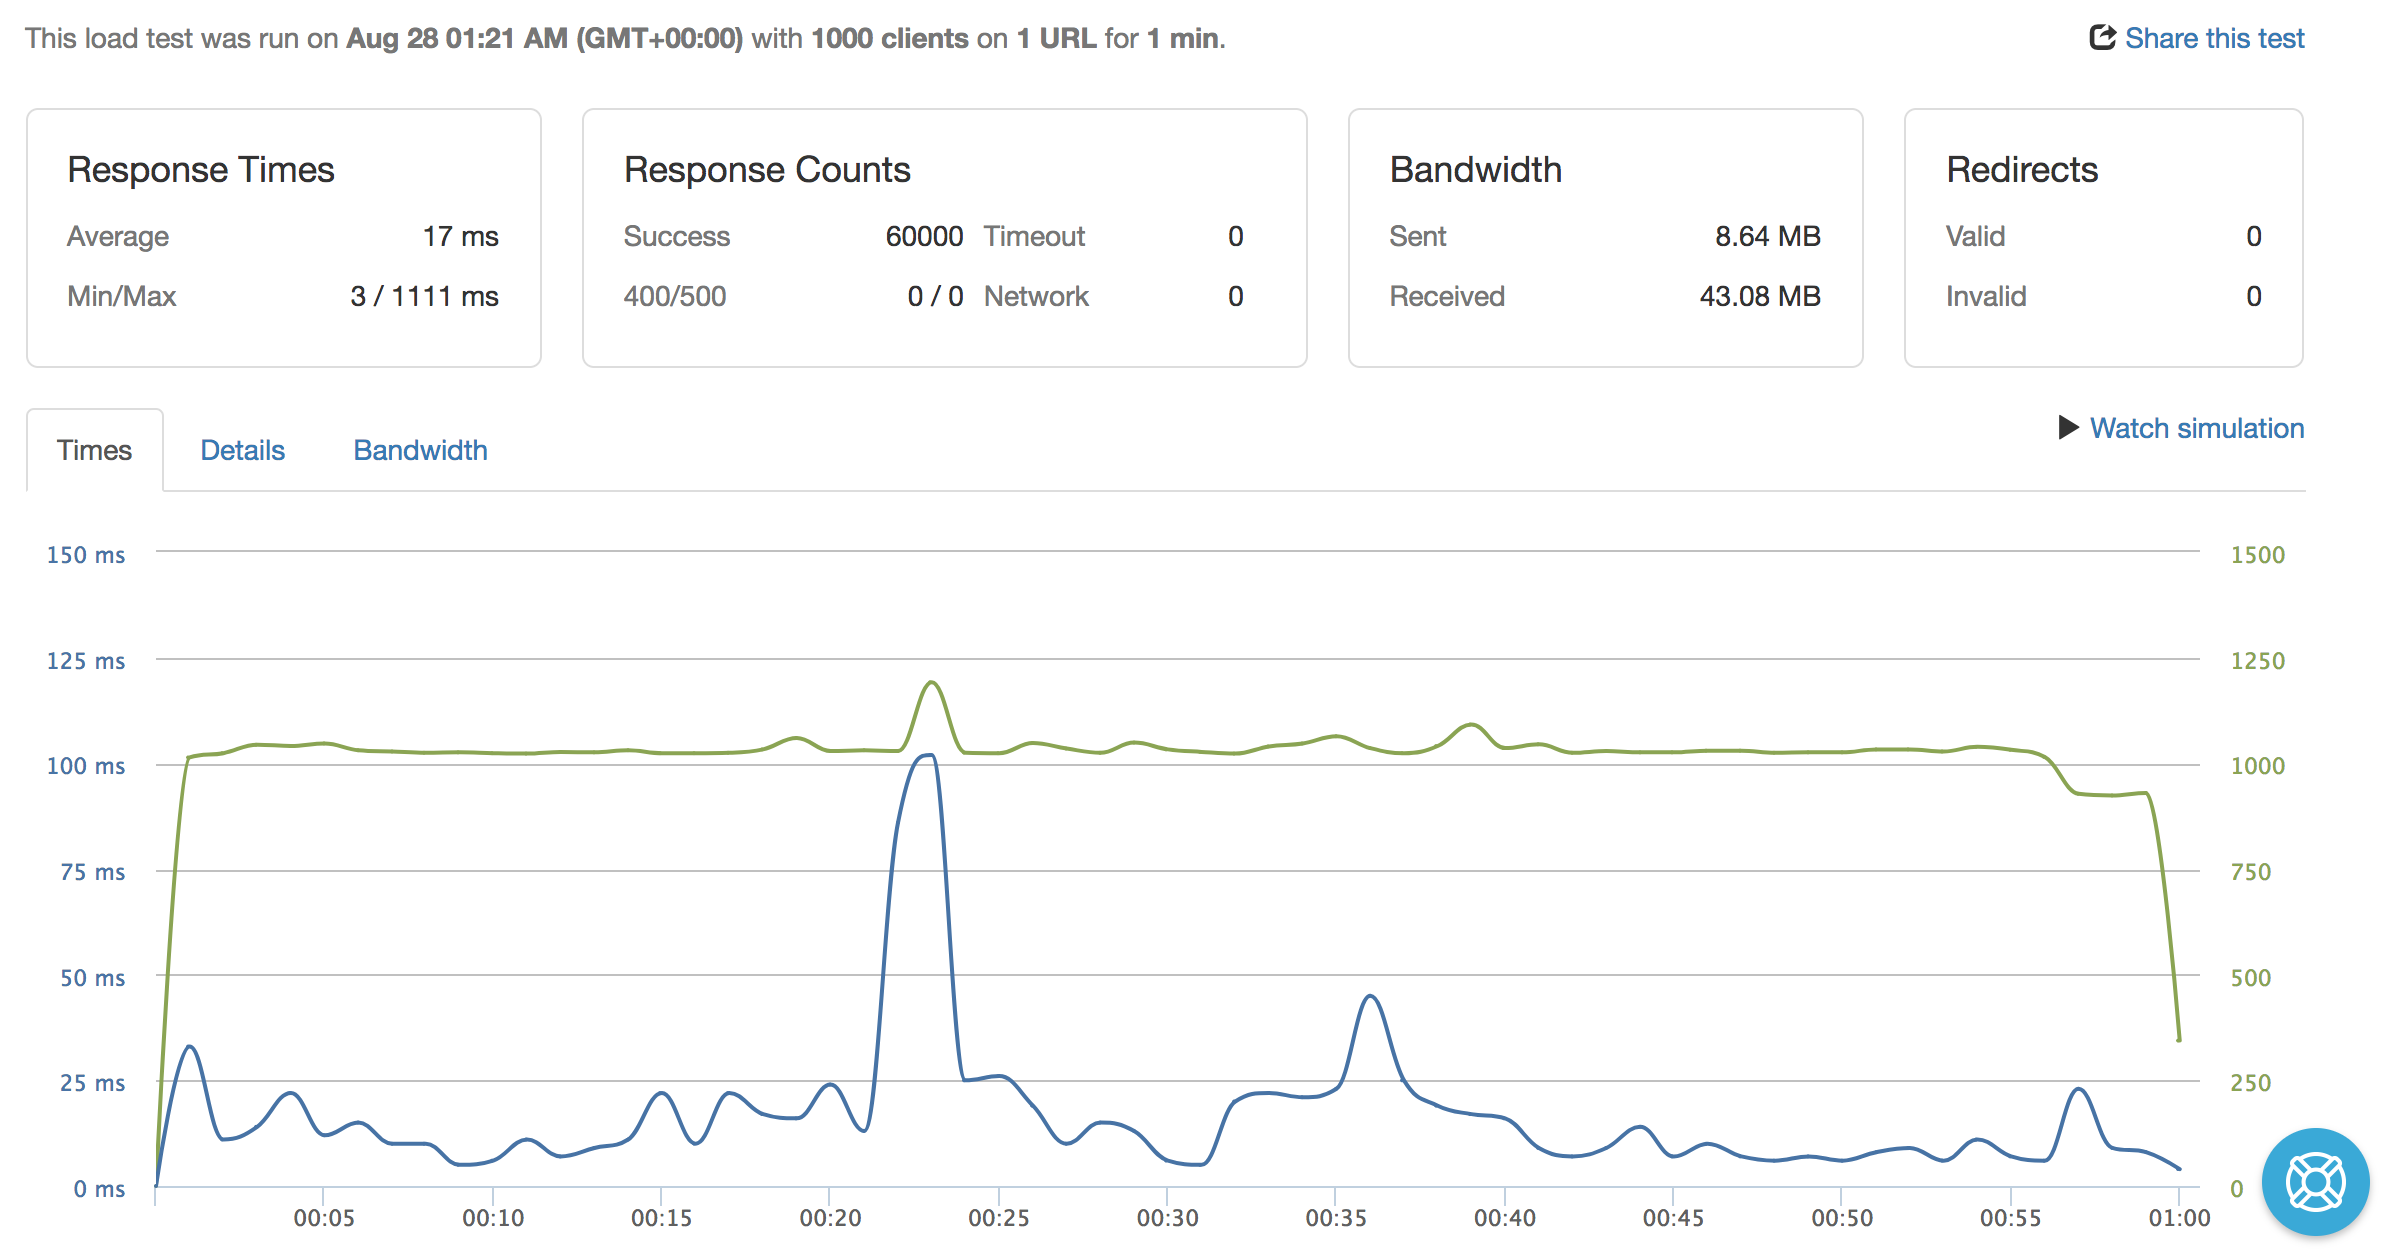 This load test was run on Aug 28 01:21 AM (GMT+00:00) with 1000 clients on 1 URL for 1 min.
Share this test
Response Times
Average 17 ms
Min/Max 3 / 1111 ms
Response Counts
Success 60000 Timeout 0
400/500 0 / 0 Network 0
Bandwidth
Sent 8.64 MB
Received 43.08 MB
Redirects
Valid 0
Invalid 0
Times Details Bandwidth
Watch simulation
150 ms 1500
125 ms 1250
100 ms 1000
75 ms 750
50 ms 500
25 ms 250
0 ms 0
00:05 00:10 00:15 00:20 00:25 00:30 00:35 00:40 00:45 00:50 00:55 01:00